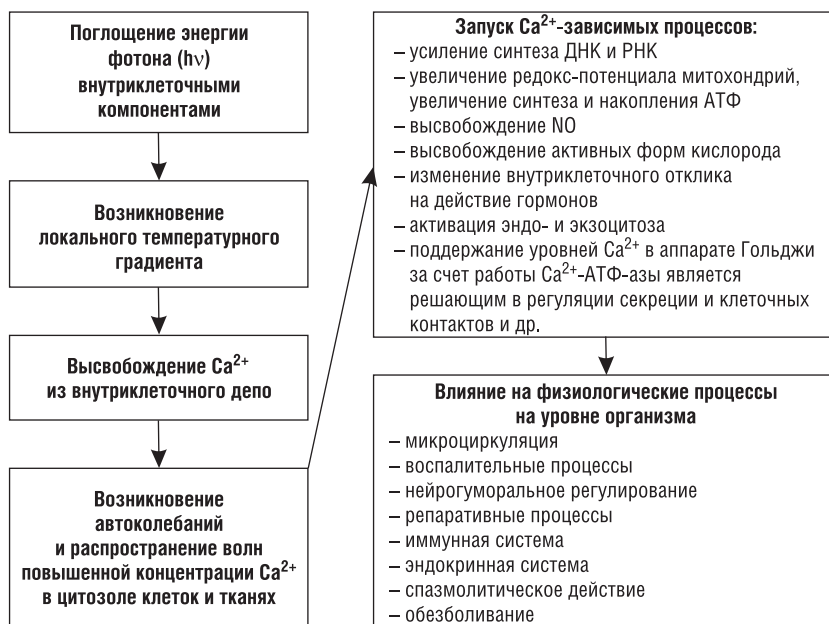 Поглощение энергии
фотона (hν)
внутриклеточными
компонентами
Возникновение
локального температурного
градиента
Высвобождение Ca²⁺
из внутриклеточного депо
Возникновение
автоколебаний
и распространение волн
повышенной концентрации Ca²⁺
в цитозоле клеток и тканях
Запуск Ca²⁺-зависимых процессов:
– усиление синтеза ДНК и РНК
– увеличение редокс-потенциала митохондрий,
увеличение синтеза и накопления АТФ
– высвобождение NO
– высвобождение активных форм кислорода
– изменение внутриклеточного отклика
на действие гормонов
– активация эндо- и экзоцитоза
– поддержание уровней Ca²⁺ в аппарате Гольджи
за счет работы Ca²⁺-АТФ-азы является
решающим в регуляции секреции и клеточных
контактов и др.
Влияние на физиологические процессы
на уровне организма
– микроциркуляция
– воспалительные процессы
– нейрогуморальное регулирование
– репаративные процессы
– иммунная система
– эндокринная система
– спазмолитическое действие
– обезболивание